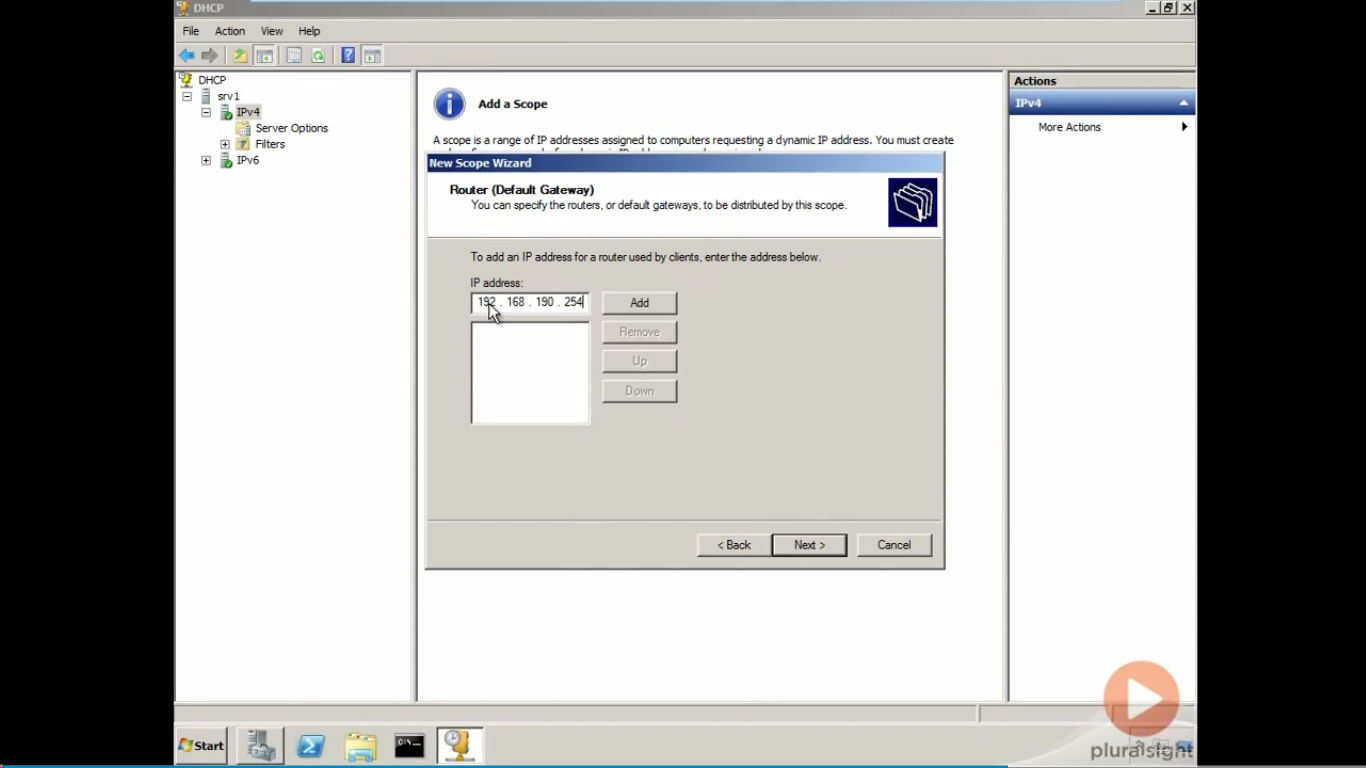 DHCP
File Action View Help
DHCP
srv1
IPv4
Server Options
Filters
IPv6
Add a Scope
A scope is a range of IP addresses assigned to computers requesting a dynamic IP address. You must create
New Scope Wizard
Router (Default Gateway)
You can specify the routers, or default gateways, to be distributed by this scope.
To add an IP address for a router used by clients, enter the address below.
IP address:
192 . 168 . 190 . 254
Add
Remove
Up
Down
< Back
Next >
Cancel
Actions
IPv4
More Actions
Start
C:\_
pluralsight